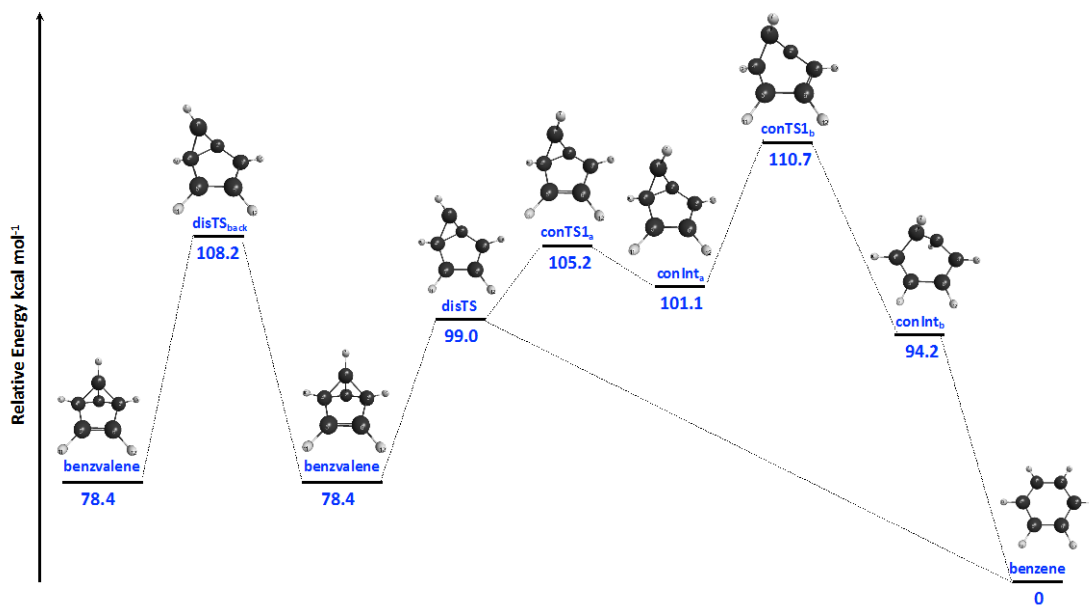 Relative Energy kcal mol-1
conTS1b
110.7
disTSback
108.2
conTS1a
105.2
conInta
101.1
disTS
99.0
conIntb
94.2
benzvalene
78.4
benzvalene
78.4
benzene
0